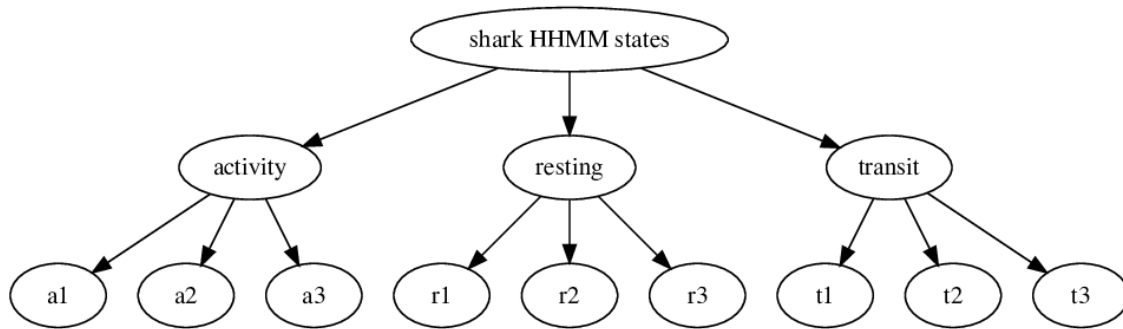 shark HHMM states
activity
resting
transit
a1
a2
a3
r1
r2
r3
t1
t2
t3